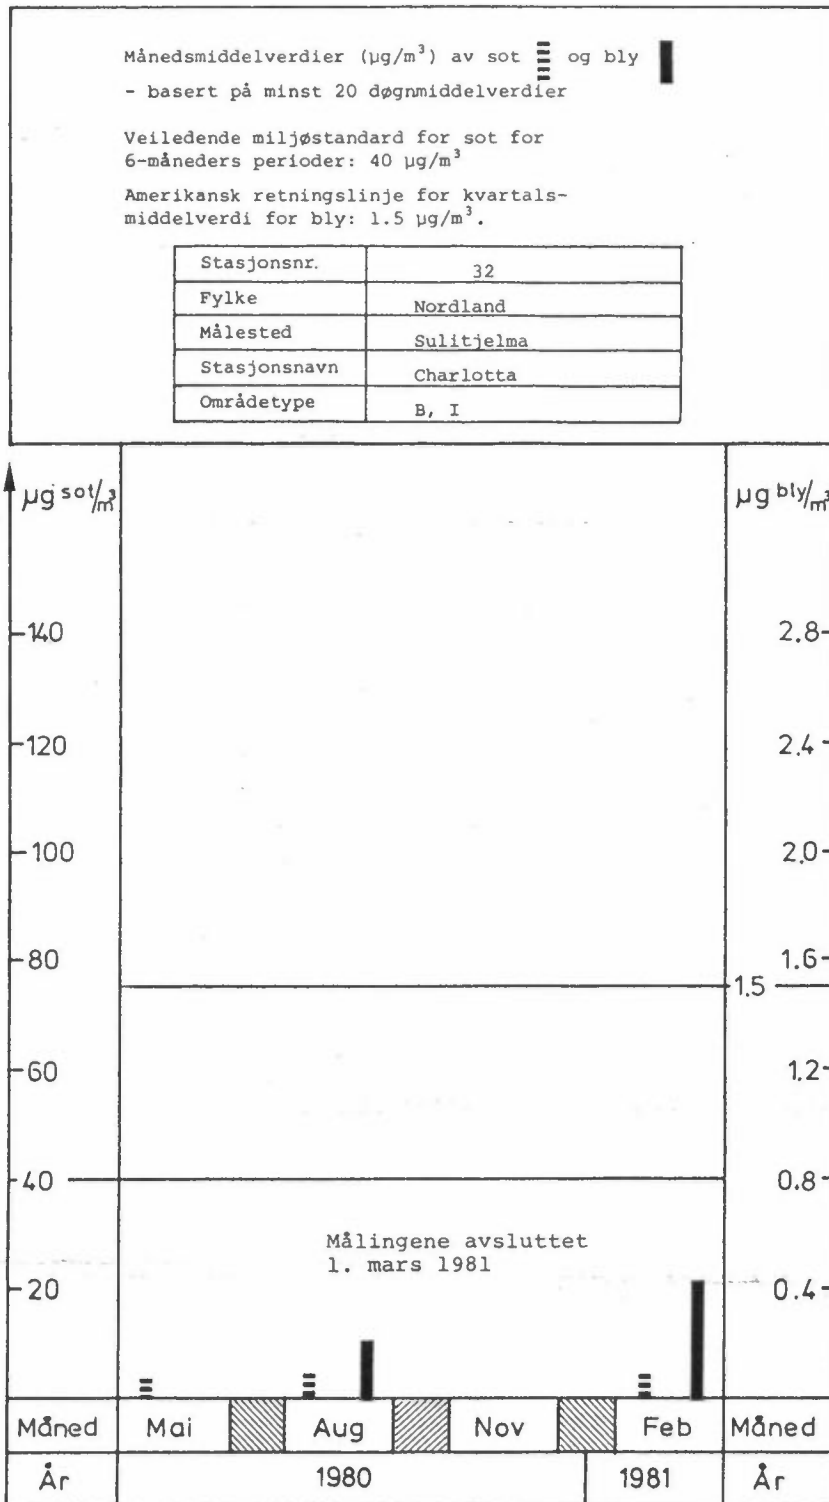 Månedsmiddelverdier (µg/m³) av sot og bly
- basert på minst 20 døgnmiddelverdier
Veiledende miljøstandard for sot for
6-måneders perioder: 40 µg/m³
Amerikansk retningslinje for kvartals-
middelverdi for bly: 1.5 µg/m³.
Stasjonsnr. 32
Fylke Nordland
Målested Sulitjelma
Stasjonsnavn Charlotta
Områdetype B, I
µg sot/m³ µg bly/m³
140 2.8
120 2.4
100 2.0
80 1.6
1.5
60 1.2
40 0.8
Målingene avsluttet
1. mars 1981
20 0.4
Måned Mai Aug Nov Feb Måned
År 1980 1981 År